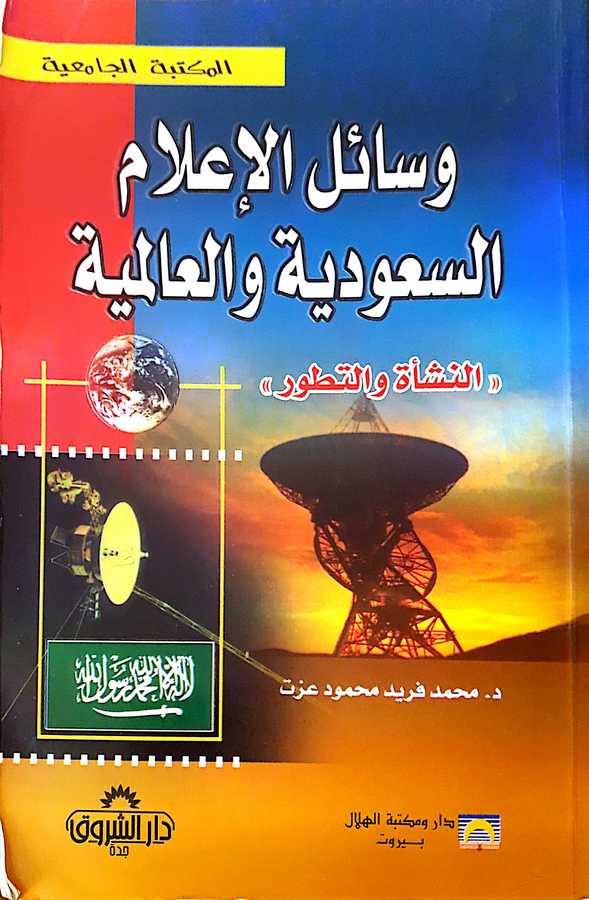 المكتبة الجامعية
وسائل الإعلام
السعودية والعالمية
«النشأة والتطور»
لا إله إلا الله محمد رسول الله
د. محمد فريد محمود عزت
دار الشروق
جدة
دار ومكتبة الهلال
بيروت